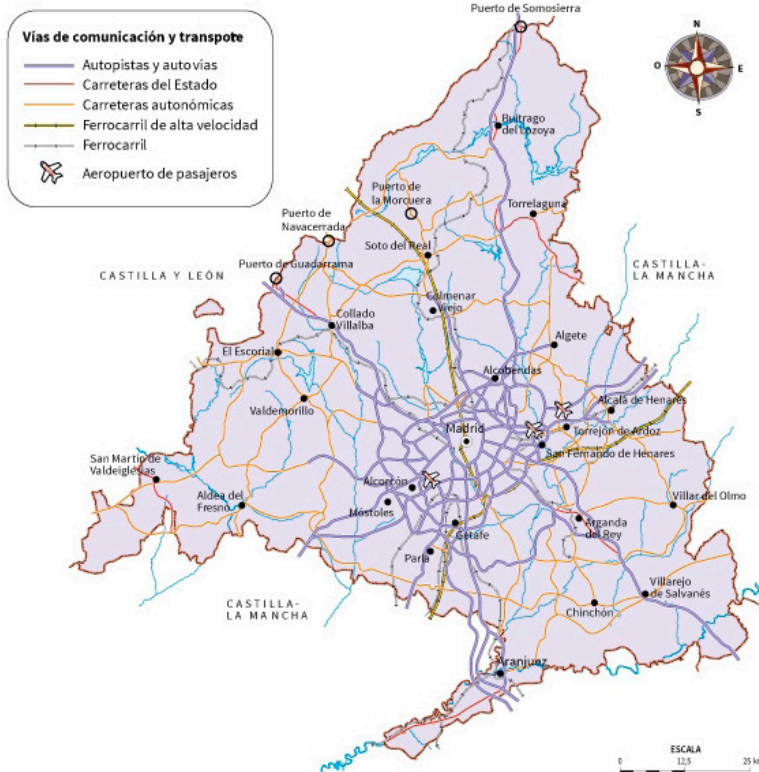 Puerto de Somosierra
Vías de comunicación y transporte
Autopistas y autovías
Carreteras del Estado
Carreteras autonómicas
Ferrocarril de alta velocidad
Ferrocarril
Aeropuerto de pasajeros
N
O
E
S
Buitrago
del Lozoya
Puerto de
la Morcuera
Torrelaguna
Puerto de
Navacerrada
Soto del Real
Puerto de Guadarrama
CASTILLA Y LEÓN
CASTILLA-
LA MANCHA
Colmenar
Viejo
Collado
Villalba
Algete
El Escorial
Alcobendas
Valdemorillo
Alcalá de Henares
Madrid
Torrejón de Ardoz
San Fernando de Henares
San Martín de
Valdeiglesias
Alcorcón
Aldea del
Fresno
Móstoles
Villar del Olmo
Arganda
del Rey
Getafe
Parla
Villarejo
de Salvanés
CASTILLA-
LA MANCHA
Chinchón
Aranjuez
ESCALA
0 12,5 25 km